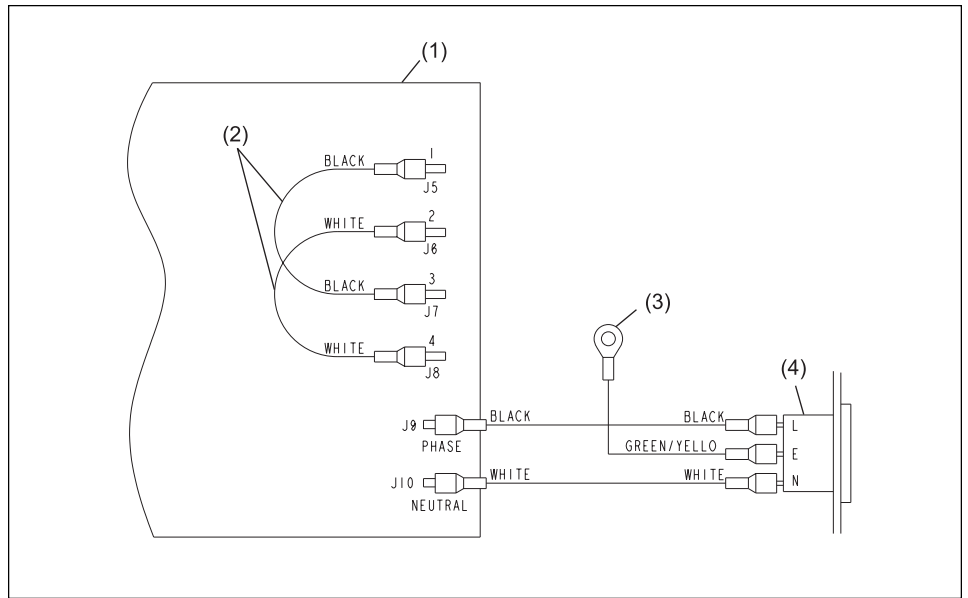 (1)
(2)
BLACK 1
J5
WHITE 2
J6
BLACK 3
J7
WHITE 4
J8
(3)
(4)
J9 BLACK BLACK L
PHASE
GREEN/YELLO E
J10 WHITE WHITE N
NEUTRAL